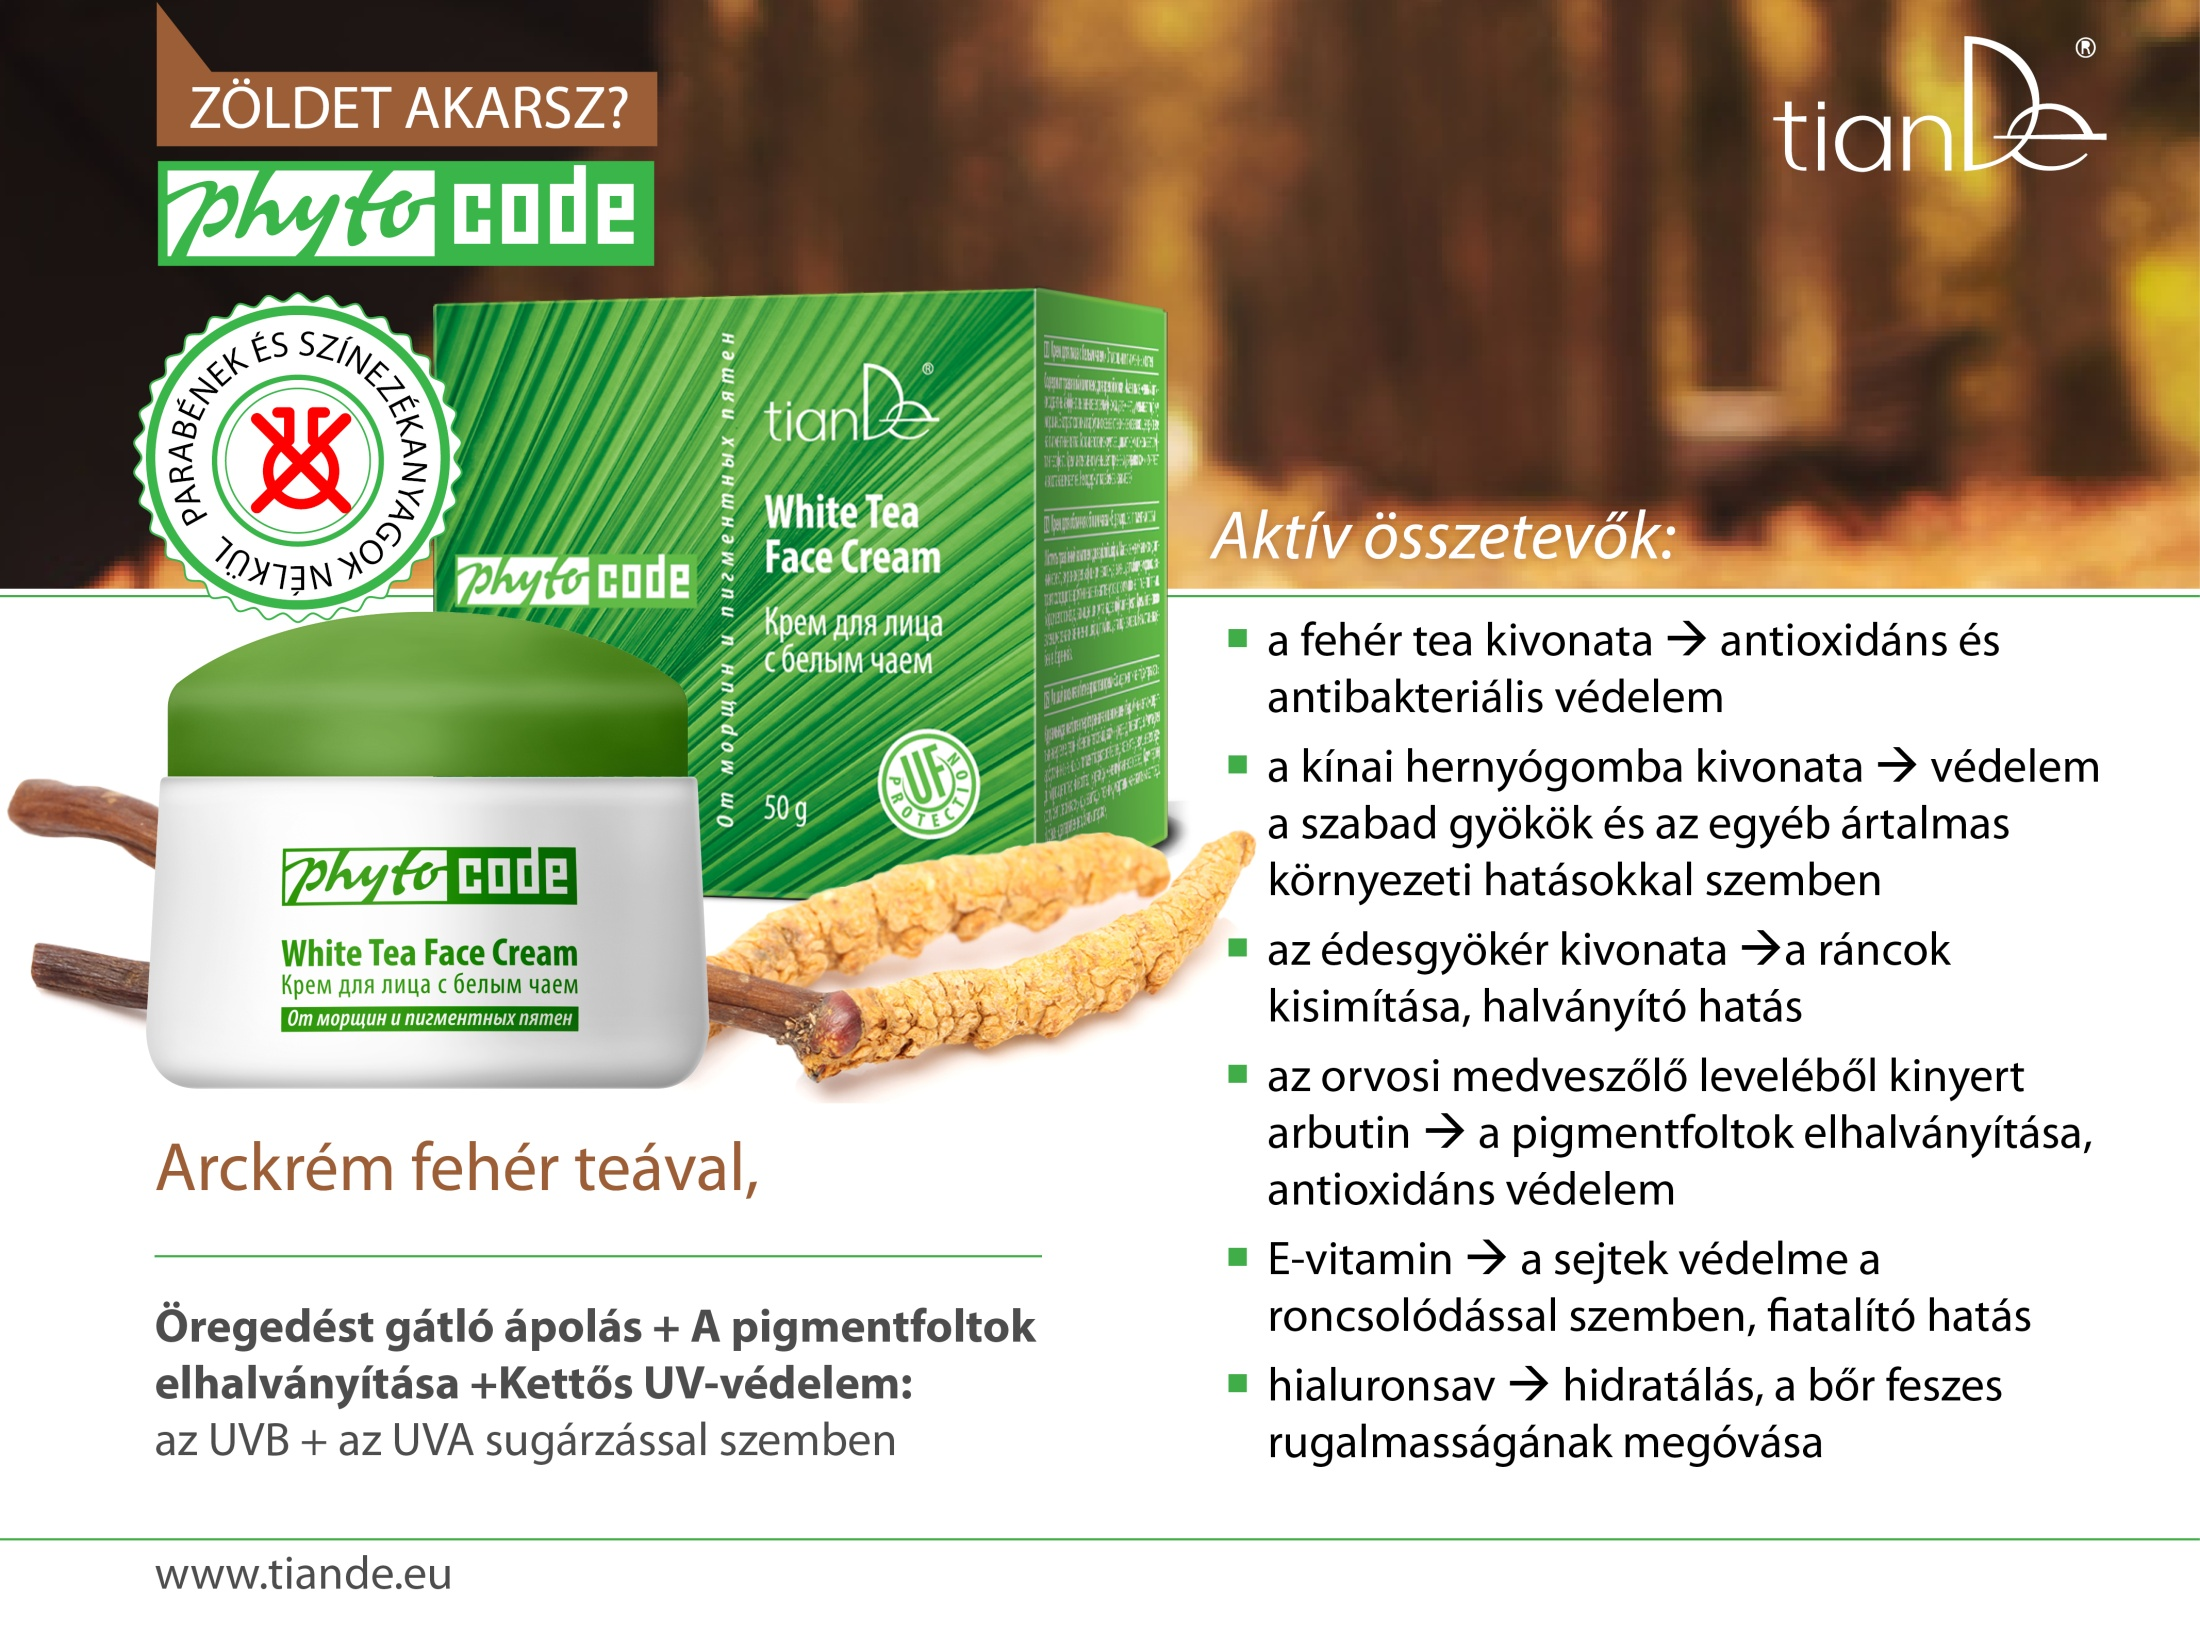 ZÖLDET AKARSZ?
phyto code
tianDe®
PARABÉNEK ÉS SZÍNEZÉKANYAGOK NÉLKÜL
От морщин и пигментных пятен
tianDe®
White Tea
Face Cream
Крем для лица
с белым чаем
phyto code
50 g
UF
PROTECTION
phyto code
White Tea Face Cream
Крем для лица с белым чаем
От морщин и пигментных пятен
Arckrém fehér teával,
Öregedést gátló ápolás + A pigmentfoltok
elhalványítása +Kettős UV-védelem:
az UVB + az UVA sugárzással szemben
Aktív összetevők:
a fehér tea kivonata → antioxidáns és
antibakteriális védelem
a kínai hernyógomba kivonata → védelem
a szabad gyökök és az egyéb ártalmas
környezeti hatásokkal szemben
az édesgyökér kivonata →a ráncok
kisimítása, halványító hatás
az orvosi medveszőlő leveléből kinyert
arbutin → a pigmentfoltok elhalványítása,
antioxidáns védelem
E-vitamin → a sejtek védelme a
roncsolódással szemben, fiatalító hatás
hialuronsav → hidratálás, a bőr feszes
rugalmasságának megóvása
www.tiande.eu